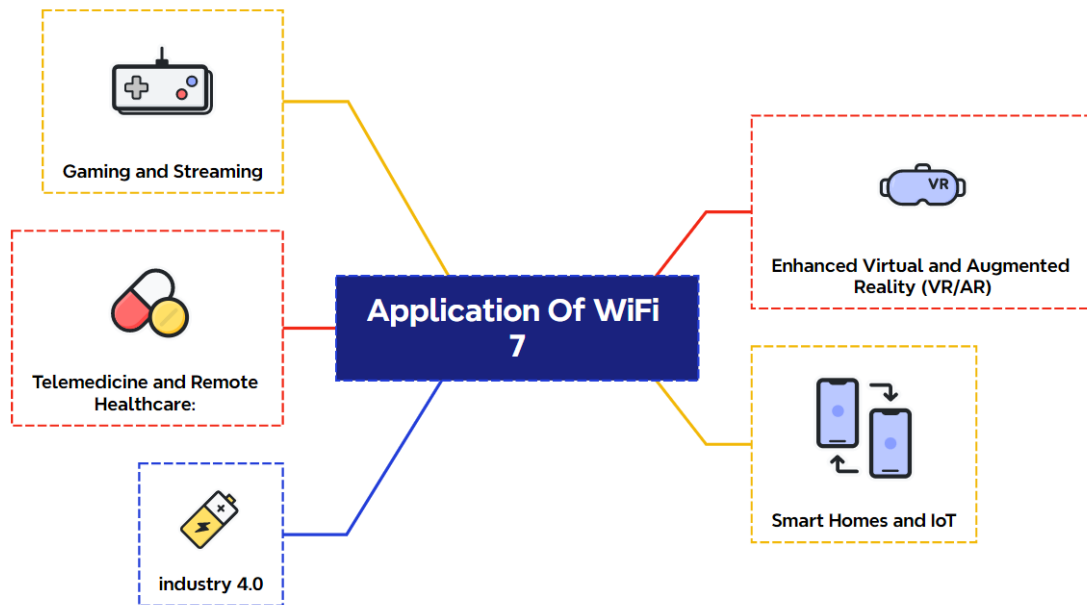 Gaming and Streaming
Telemedicine and Remote
Healthcare:
industry 4.0
Application Of WiFi
7
VR
Enhanced Virtual and Augmented
Reality (VR/AR)
Smart Homes and IoT